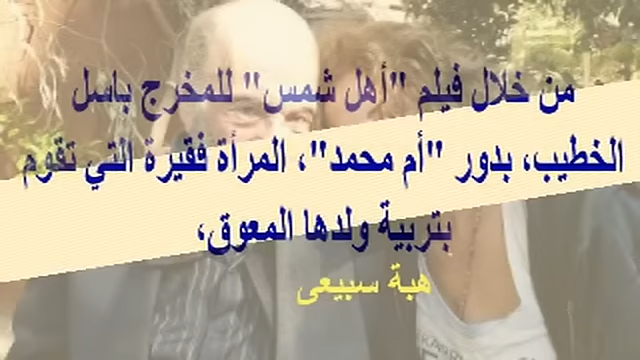 من خلال فيلم "أهل شمس" للمخرج باسل
الخطيب، بدور "أم محمد"، المرأة فقيرة التي تقوم
بتربية ولدها المعوق،
هبة سبيعى